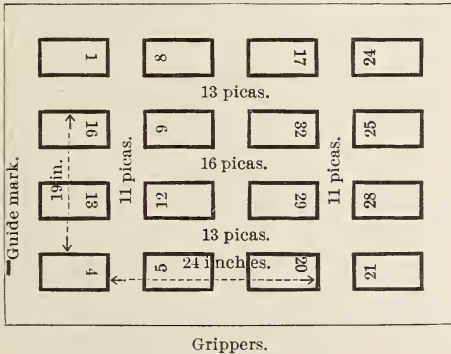 1 8 17 24
13 picas.
16 9 32 25
16 picas.
11 picas.
11 picas.
19 in.
Guide mark.
13 12 29 28
13 picas.
24 inches.
4 5 20 21
Grippers.